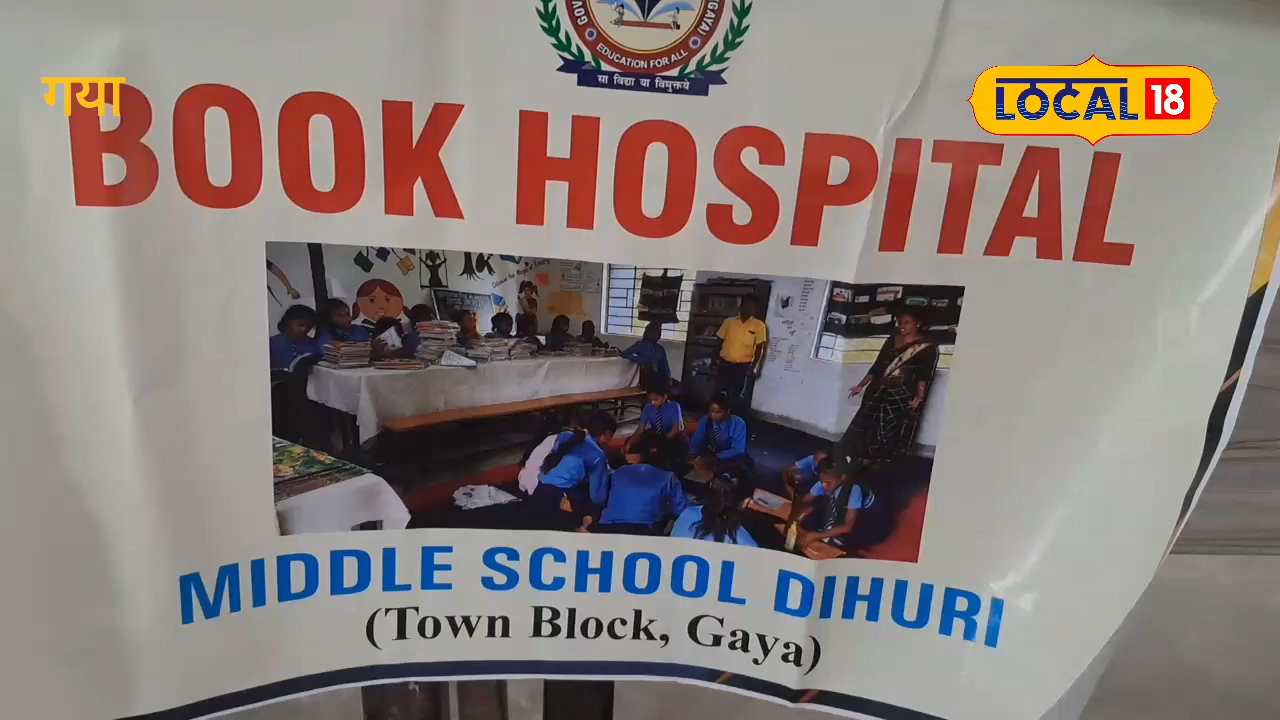 गया
LOCAL 18
EDUCATION FOR ALL
सा विद्या या विमुक्तये
BOOK HOSPITAL
MIDDLE SCHOOL DIHURI
(Town Block, Gaya)